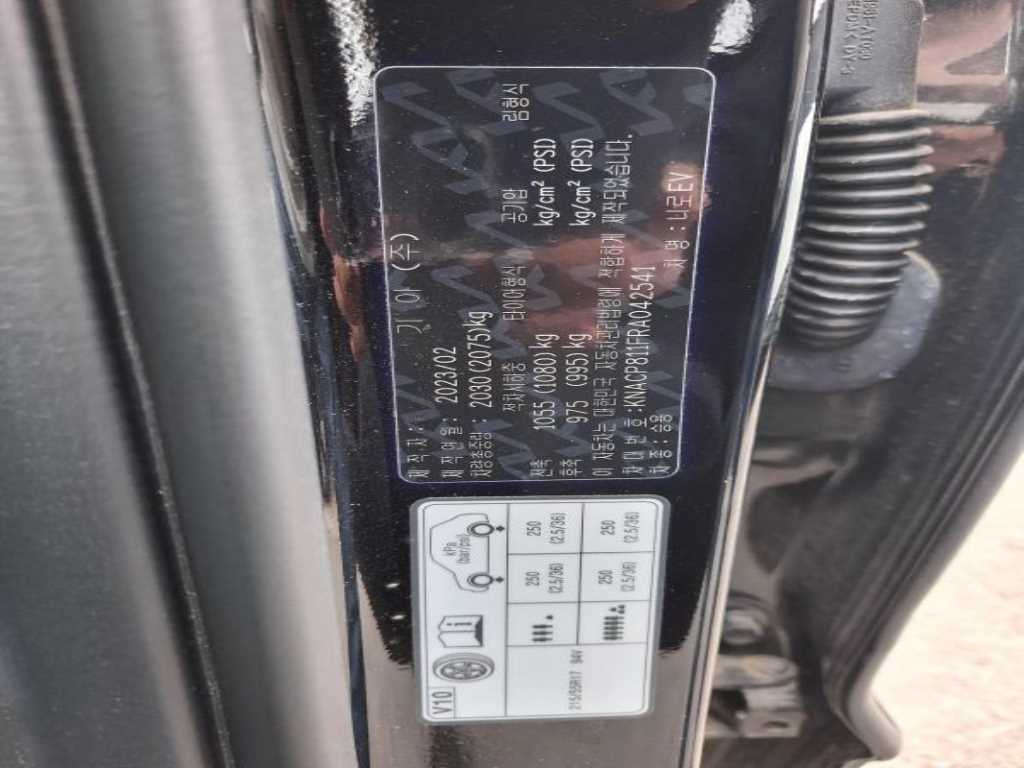 제 작 자 : 기 아 (주)
제작연월 : 2023/02
차량총중량: 2030 (2075)kg
적차시하중 타이어형식 공기압 림형식
전축 1055 (1080) kg kg/cm² (PSI)
후축 975 (995) kg kg/cm² (PSI)
이 자동차는 대한민국 자동차관리법령에 적합하게 제작되었습니다.
차 대 번 호 :KNACP811FRA042541
차 종 : 승용 차 명 : 니로EV
V10
kPa
(bar/psi)
215/55R17 94V
250 250
(2.5/36) (2.5/36)
250 250
(2.5/36) (2.5/36)